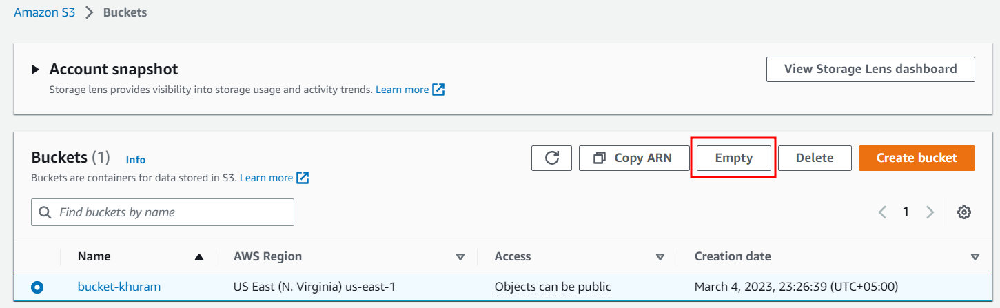 Amazon S3 > Buckets
Account snapshot
View Storage Lens dashboard
Storage lens provides visibility into storage usage and activity trends. Learn more
Buckets (1) Info
Copy ARN Empty Delete Create bucket
Buckets are containers for data stored in S3. Learn more
Find buckets by name
1
Name AWS Region Access Creation date
bucket-khuram US East (N. Virginia) us-east-1 Objects can be public March 4, 2023, 23:26:39 (UTC+05:00)